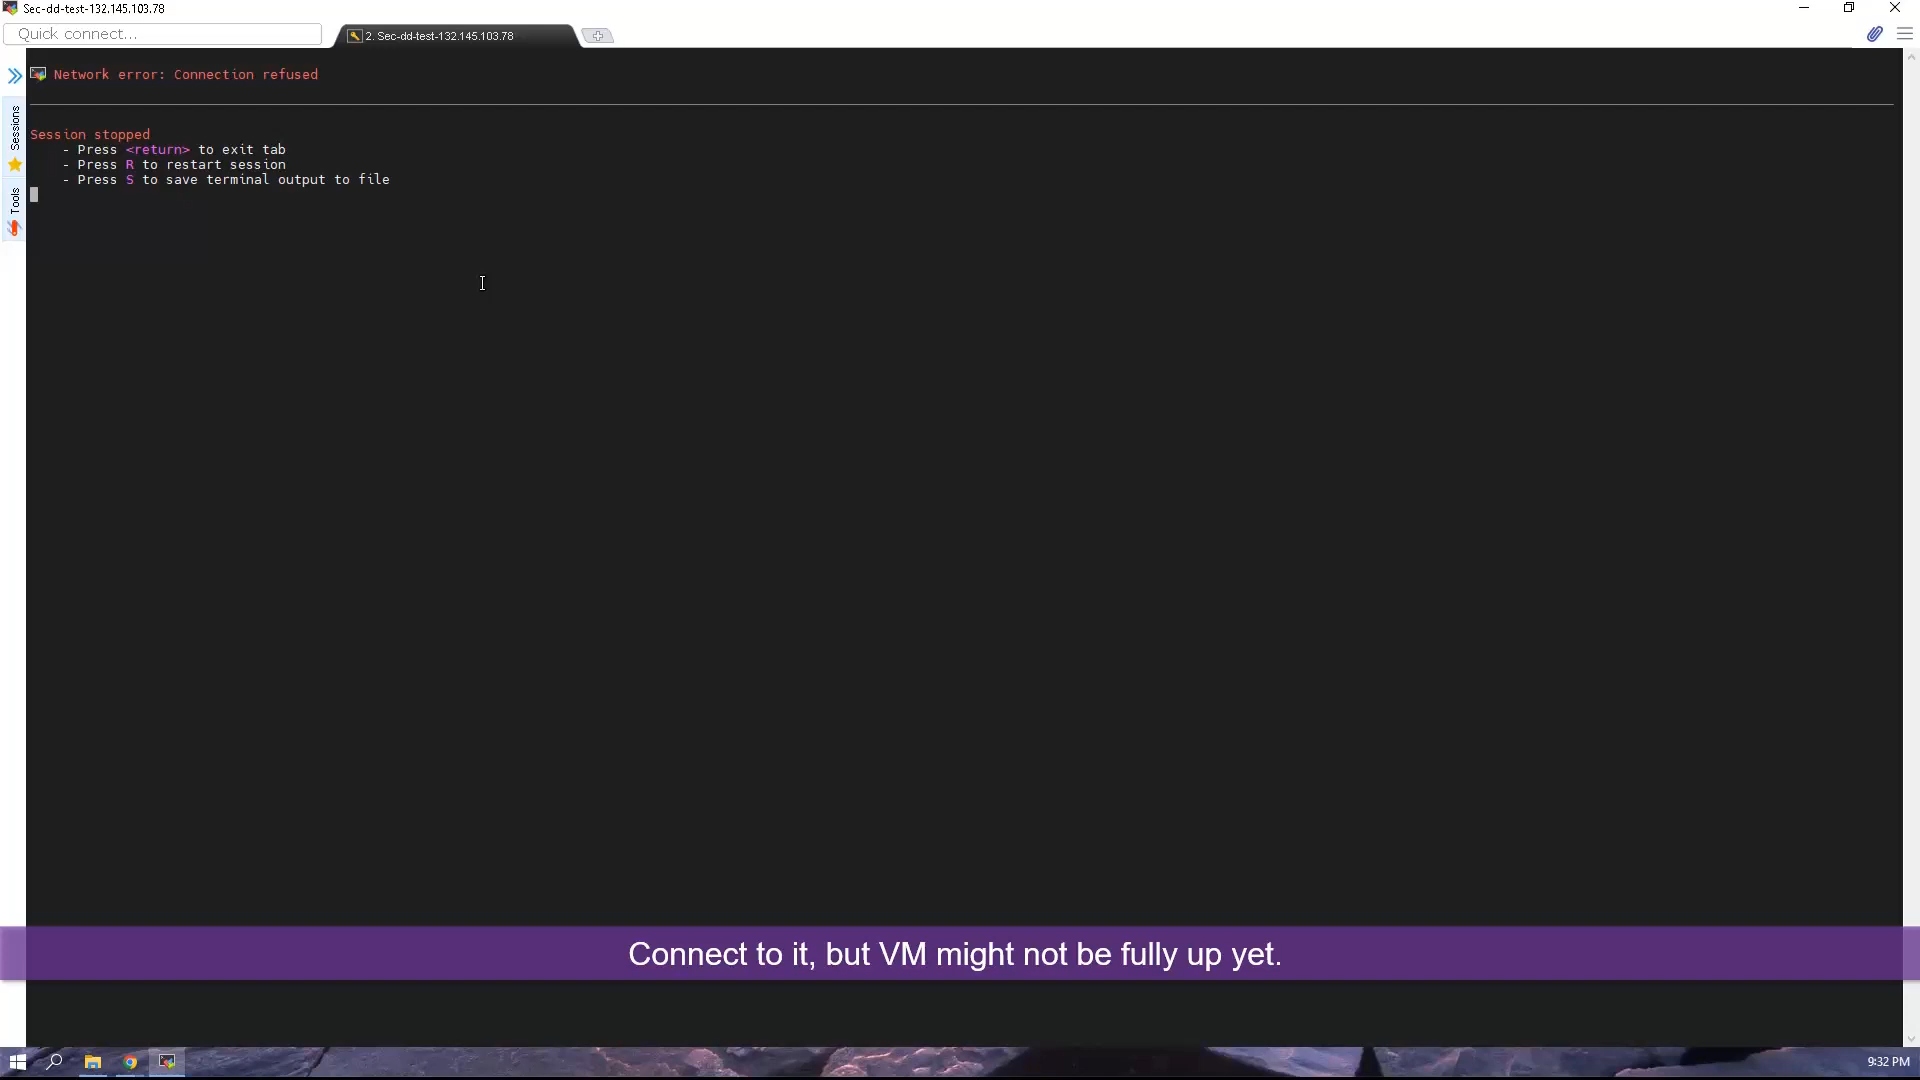 Sec-dd-test-132.145.103.78
Quick connect...
2. Sec-dd-test-132.145.103.78
Network error: Connection refused
Sessions
Session stopped
- Press <return> to exit tab
- Press R to restart session
- Press S to save terminal output to file
Tools
Connect to it, but VM might not be fully up yet.
9:32 PM